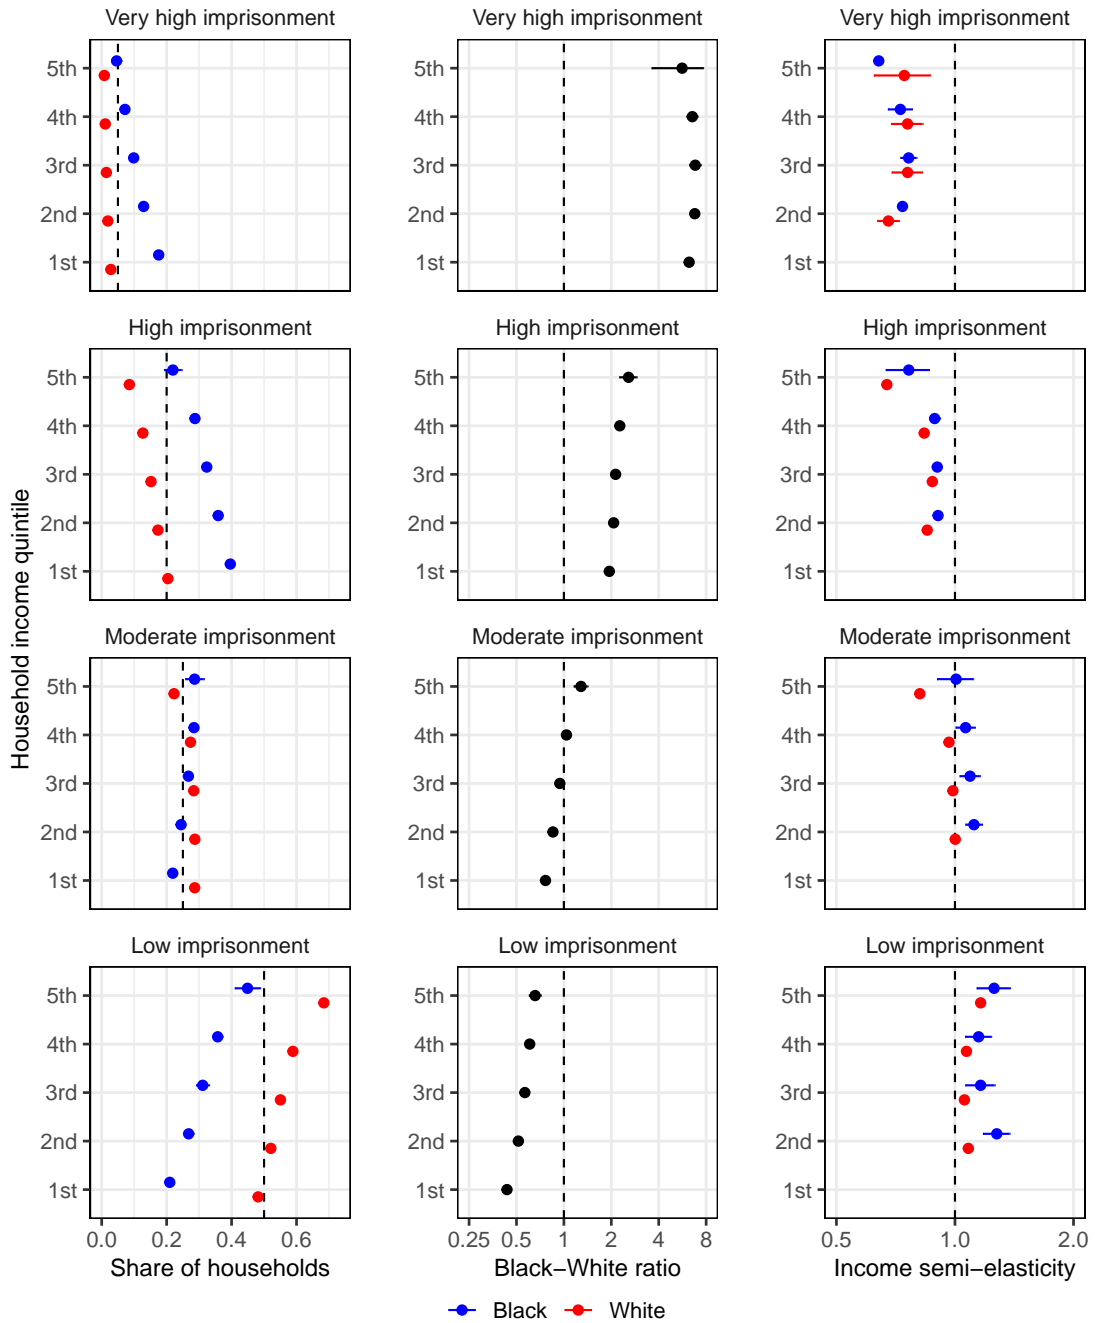 Very high imprisonment Very high imprisonment Very high imprisonment
5th 5th 5th
4th 4th 4th
3rd 3rd 3rd
2nd 2nd 2nd
1st 1st 1st
High imprisonment High imprisonment High imprisonment
5th 5th 5th
4th 4th 4th
3rd 3rd 3rd
2nd 2nd 2nd
1st 1st 1st
Household income quintile
Moderate imprisonment Moderate imprisonment Moderate imprisonment
5th 5th 5th
4th 4th 4th
3rd 3rd 3rd
2nd 2nd 2nd
1st 1st 1st
Low imprisonment Low imprisonment Low imprisonment
5th 5th 5th
4th 4th 4th
3rd 3rd 3rd
2nd 2nd 2nd
1st 1st 1st
0.0 0.2 0.4 0.6 0.25 0.5 1 2 4 8 0.5 1.0 2.0
Share of households Black−White ratio Income semi−elasticity
Black White